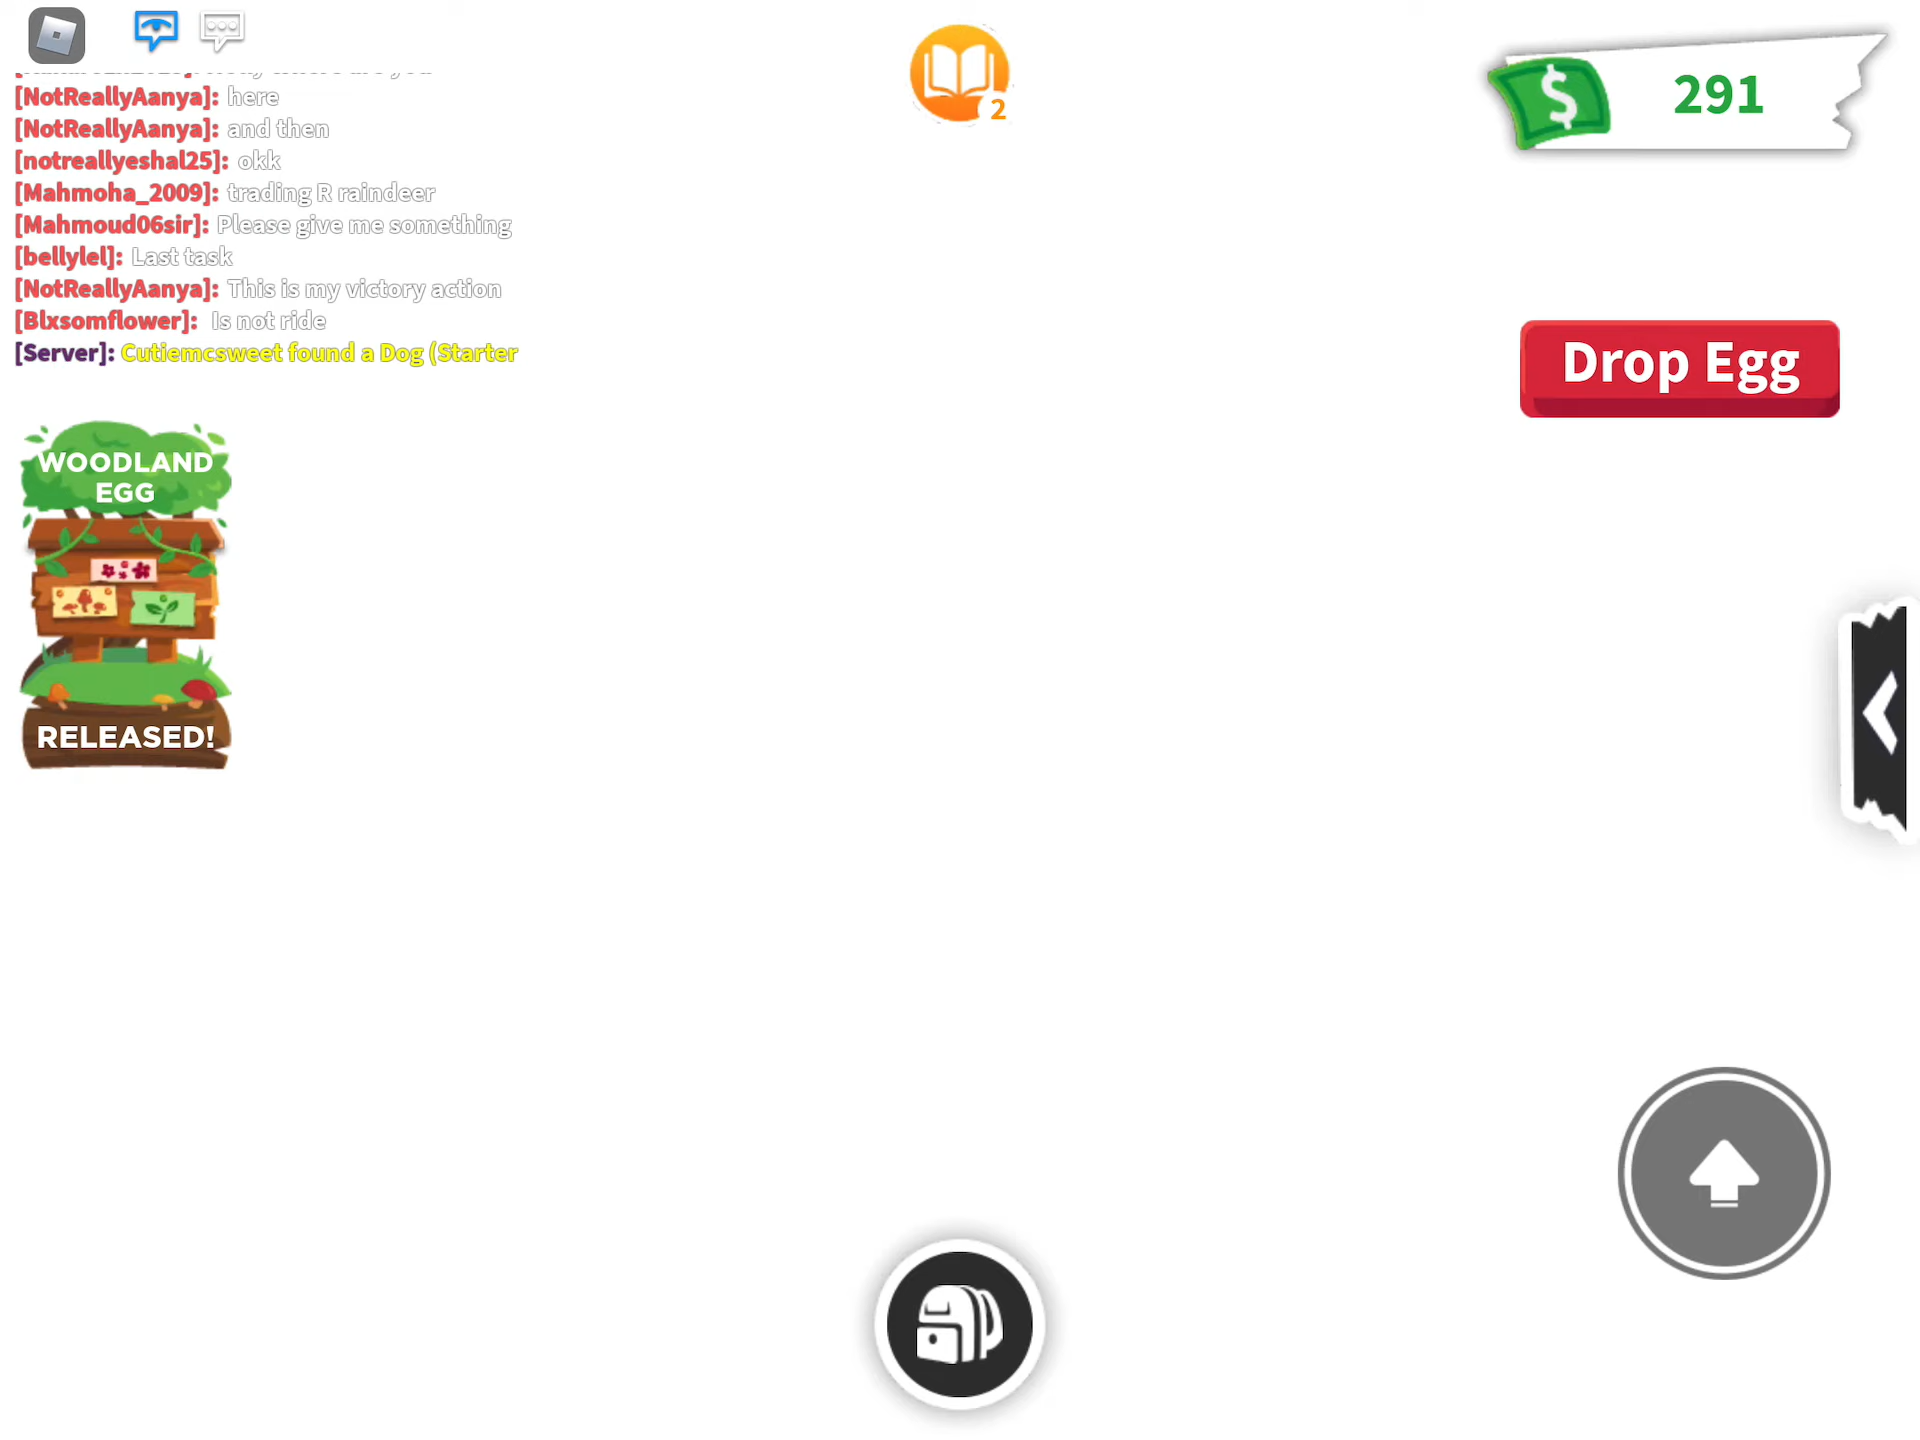 [NotReallyAanya]: here
[NotReallyAanya]: and then
[notreallyeshal25]: okk
[Mahmoha_2009]: trading R raindeer
[Mahmoud06sir]: Please give me something
[bellylel]: Last task
[NotReallyAanya]: This is my victory action
[Blxsomflower]: Is not ride
[Server]: Cutiemcsweet found a Dog (Starter
2
291
Drop Egg
WOODLAND
EGG
RELEASED!